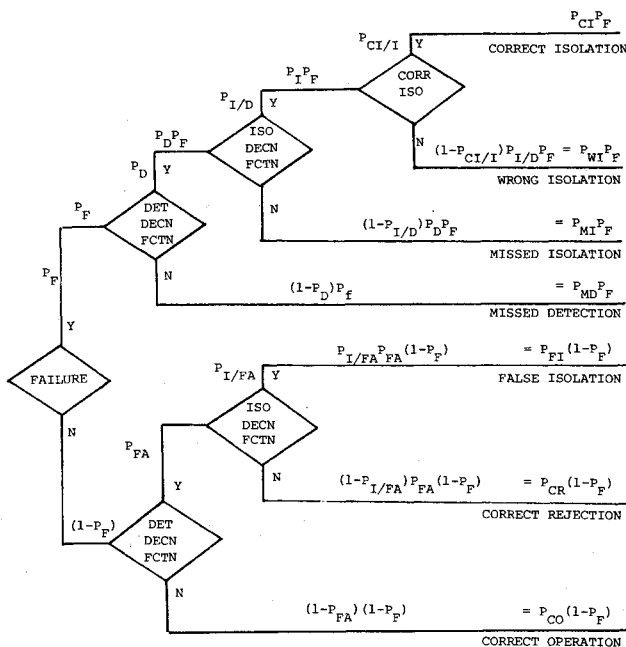 P_CI P_F
CORRECT ISOLATION
P_CI/I
Y
CORR
ISO
N
(1-P_CI/I)P_I/D P_F = P_WI P_F
WRONG ISOLATION
P_I P_F
P_I/D
Y
ISO
DECN
FCTN
N
(1-P_I/D)P_D P_F = P_MI P_F
MISSED ISOLATION
P_D P_F
P_D
Y
DET
DECN
FCTN
N
(1-P_D)P_f = P_MD P_F
MISSED DETECTION
P_F
P_F
Y
FAILURE
N
(1-P_F)
P_I/FA P_FA(1-P_F) = P_FI(1-P_F)
FALSE ISOLATION
P_I/FA
Y
ISO
DECN
FCTN
N
(1-P_I/FA)P_FA(1-P_F) = P_CR(1-P_F)
CORRECT REJECTION
P_FA
Y
DET
DECN
FCTN
N
(1-P_FA)(1-P_F) = P_CO(1-P_F)
CORRECT OPERATION